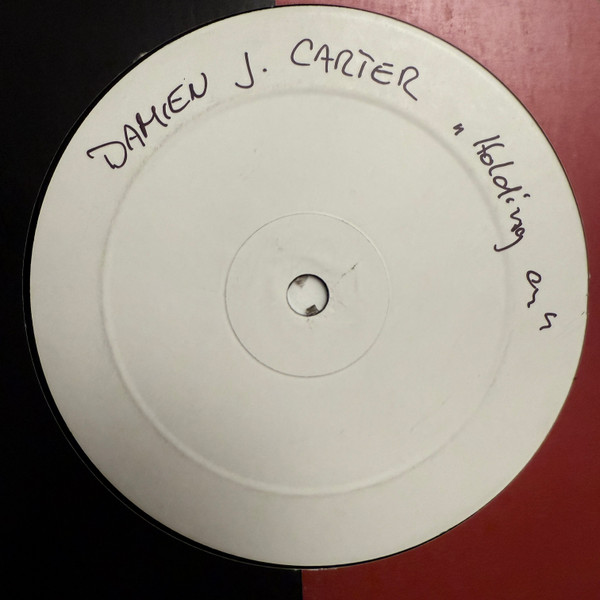 DAMIEN J. CARTER
"Holding on"